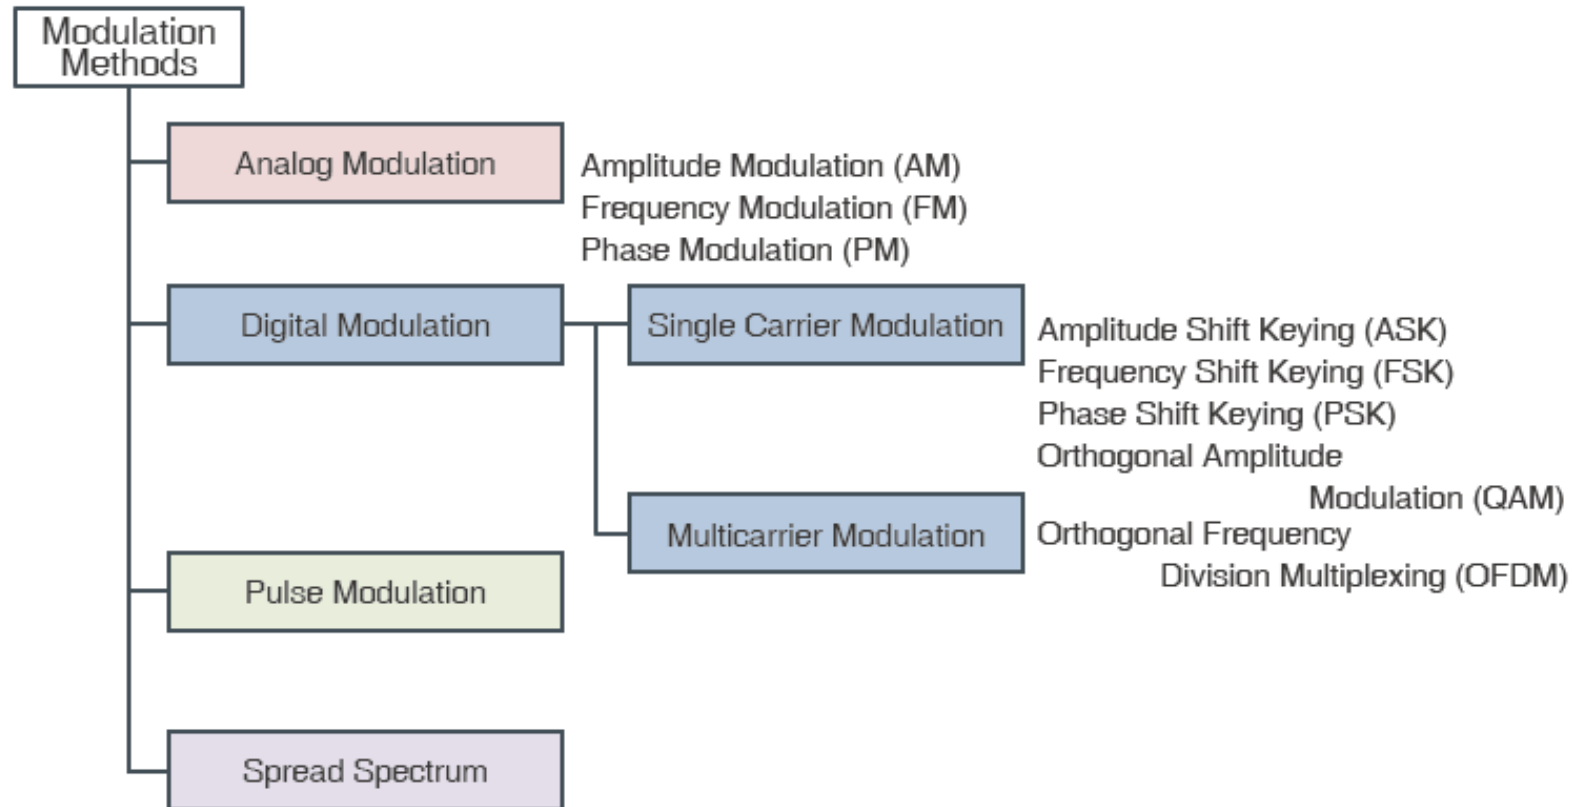 Modulation
Methods
Analog Modulation
Amplitude Modulation (AM)
Frequency Modulation (FM)
Phase Modulation (PM)
Digital Modulation
Single Carrier Modulation
Amplitude Shift Keying (ASK)
Frequency Shift Keying (FSK)
Phase Shift Keying (PSK)
Orthogonal Amplitude
Modulation (QAM)
Multicarrier Modulation
Orthogonal Frequency
Division Multiplexing (OFDM)
Pulse Modulation
Spread Spectrum